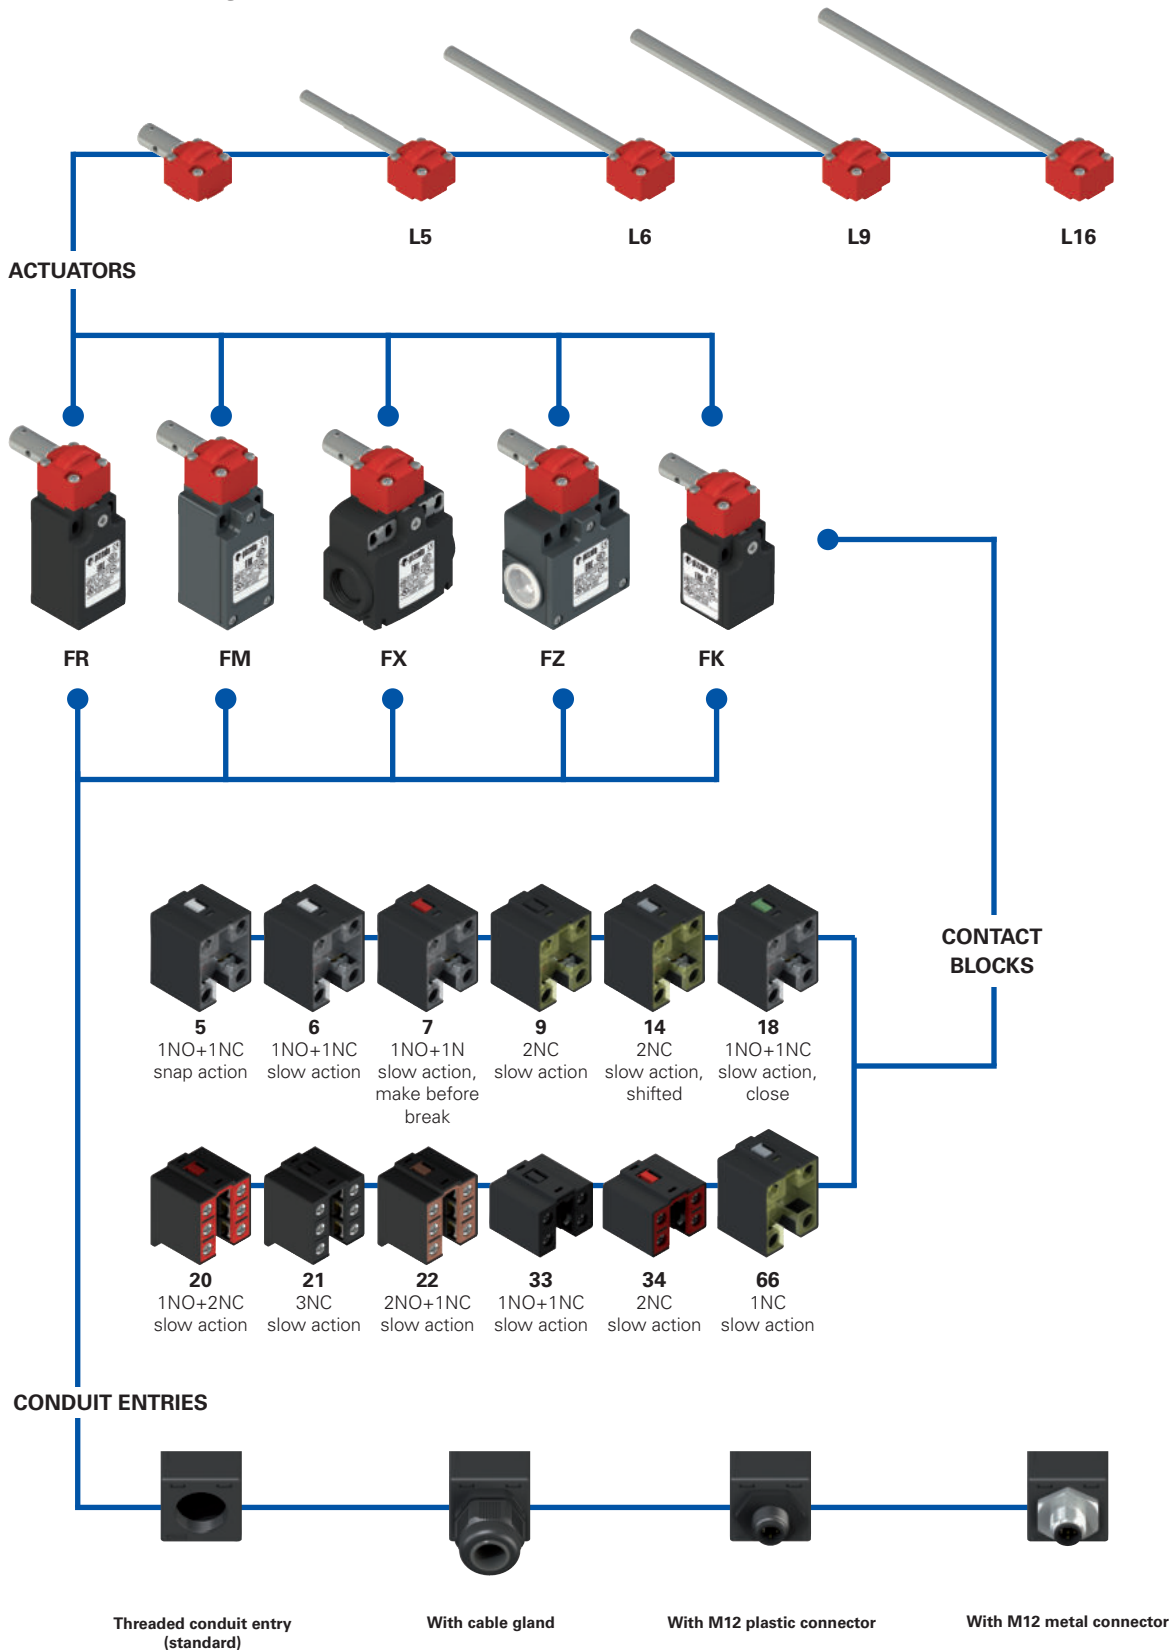 L5
L6
L9
L16
ACTUATORS
FR
FM
FX
FZ
FK
CONTACT
BLOCKS
5
1NO+1NC
snap action
6
1NO+1NC
slow action
7
1NO+1N
slow action,
make before
break
9
2NC
slow action
14
2NC
slow action,
shifted
18
1NO+1NC
slow action,
close
20
1NO+2NC
slow action
21
3NC
slow action
22
2NO+1NC
slow action
33
1NO+1NC
slow action
34
2NC
slow action
66
1NC
slow action
CONDUIT ENTRIES
Threaded conduit entry
(standard)
With cable gland
With M12 plastic connector
With M12 metal connector